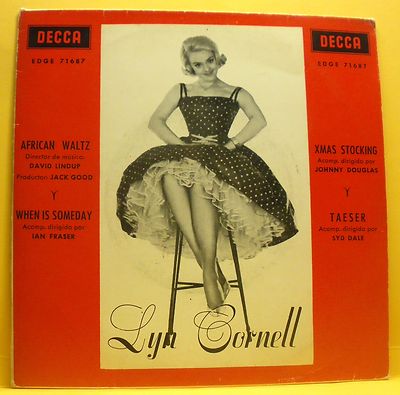 DECCA
EDGE 71687
AFRICAN WALTZ
Director de música:
DAVID LINDUP
Production JACK GOOD
Y
WHEN IS SOMEDAY
Acomp. dirigido por
IAN FRASER
DECCA
EDGE 71687
XMAS STOCKING
Acomp. dirigido por
JOHNNY DOUGLAS
Y
TAESER
Acomp. dirigido por
SYD DALE
Lyn Cornell